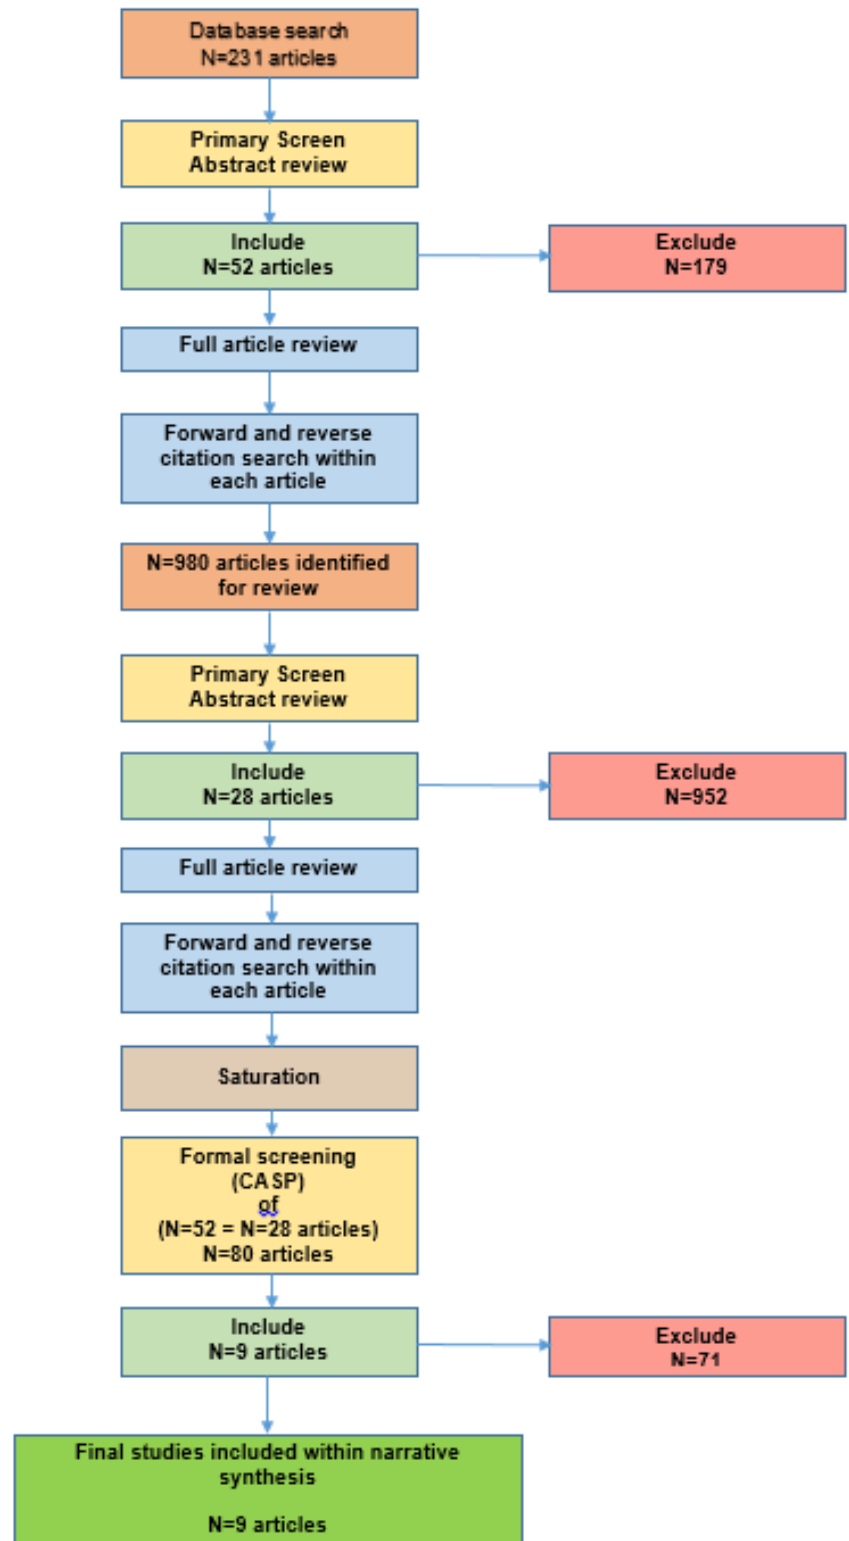 Database search
N=231 articles
Primary Screen
Abstract review
Include
N=52 articles
Exclude
N=179
Full article review
Forward and reverse
citation search within
each article
N=980 articles identified
for review
Primary Screen
Abstract review
Include
N=28 articles
Exclude
N=952
Full article review
Forward and reverse
citation search within
each article
Saturation
Formal screening
(CASP)
of
(N=52 = N=28 articles)
N=80 articles
Include
N=9 articles
Exclude
N=71
Final studies included within narrative
synthesis
N=9 articles